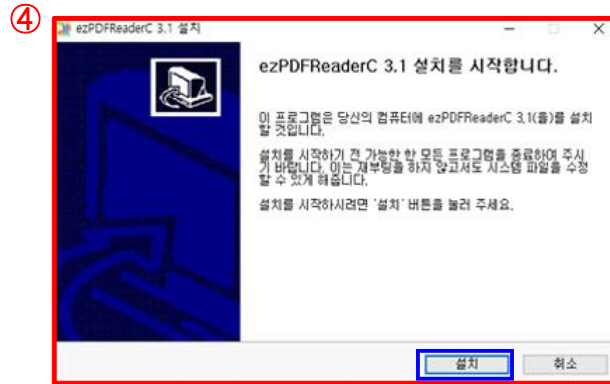 ④
ezPDFReaderC 3.1 설치
ezPDFReaderC 3.1 설치를 시작합니다.
이 프로그램은 당신의 컴퓨터에 ezPDFReaderC 3.1(을)를 설치
할 것입니다.
설치를 시작하기 전 가능한 한 모든 프로그램을 종료하여 주시
기 바랍니다. 이는 재부팅을 하지 않고서도 시스템 파일을 수정
할 수 있게 해줍니다.
설치를 시작하시려면 '설치' 버튼을 눌러 주세요.
설치
취소